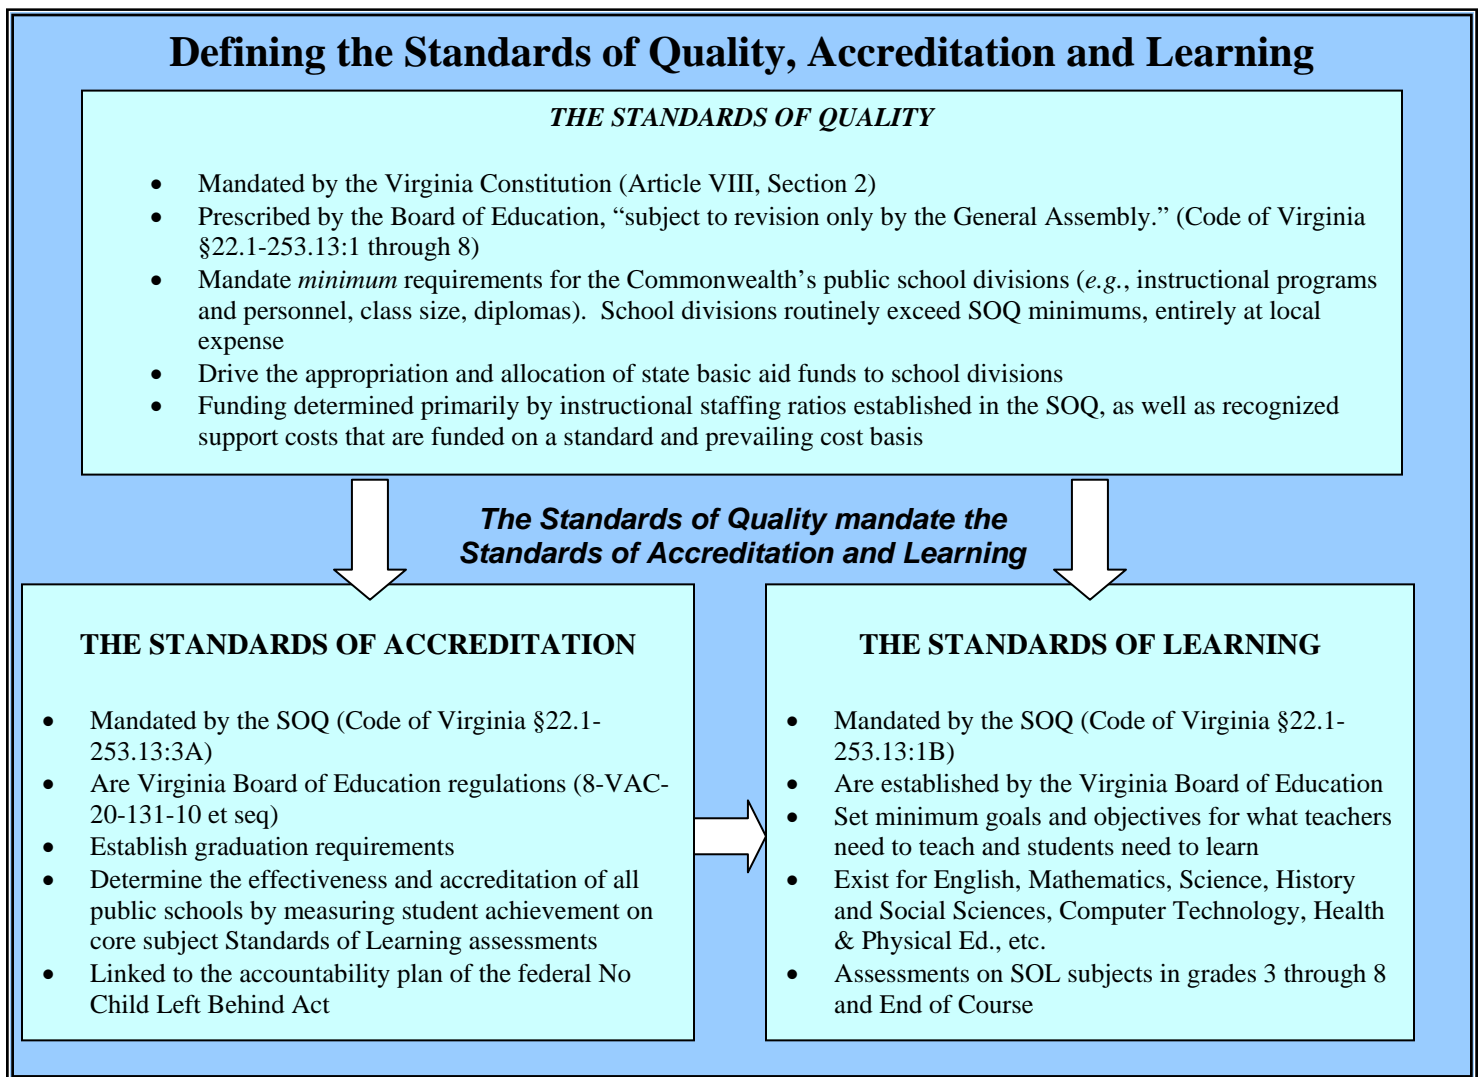 Defining the Standards of Quality, Accreditation and Learning
THE STANDARDS OF QUALITY
• Mandated by the Virginia Constitution (Article VIII, Section 2)
• Prescribed by the Board of Education, “subject to revision only by the General Assembly.” (Code of Virginia
§22.1-253.13:1 through 8)
• Mandate minimum requirements for the Commonwealth’s public school divisions (e.g., instructional programs
and personnel, class size, diplomas).  School divisions routinely exceed SOQ minimums, entirely at local
expense
• Drive the appropriation and allocation of state basic aid funds to school divisions
• Funding determined primarily by instructional staffing ratios established in the SOQ, as well as recognized
support costs that are funded on a standard and prevailing cost basis
The Standards of Quality mandate the
Standards of Accreditation and Learning
THE STANDARDS OF ACCREDITATION
• Mandated by the SOQ (Code of Virginia §22.1-
253.13:3A)
• Are Virginia Board of Education regulations (8-VAC-
20-131-10 et seq)
• Establish graduation requirements
• Determine the effectiveness and accreditation of all
public schools by measuring student achievement on
core subject Standards of Learning assessments
• Linked to the accountability plan of the federal No
Child Left Behind Act
THE STANDARDS OF LEARNING
• Mandated by the SOQ (Code of Virginia §22.1-
253.13:1B)
• Are established by the Virginia Board of Education
• Set minimum goals and objectives for what teachers
need to teach and students need to learn
• Exist for English, Mathematics, Science, History
and Social Sciences, Computer Technology, Health
& Physical Ed., etc.
• Assessments on SOL subjects in grades 3 through 8
and End of Course